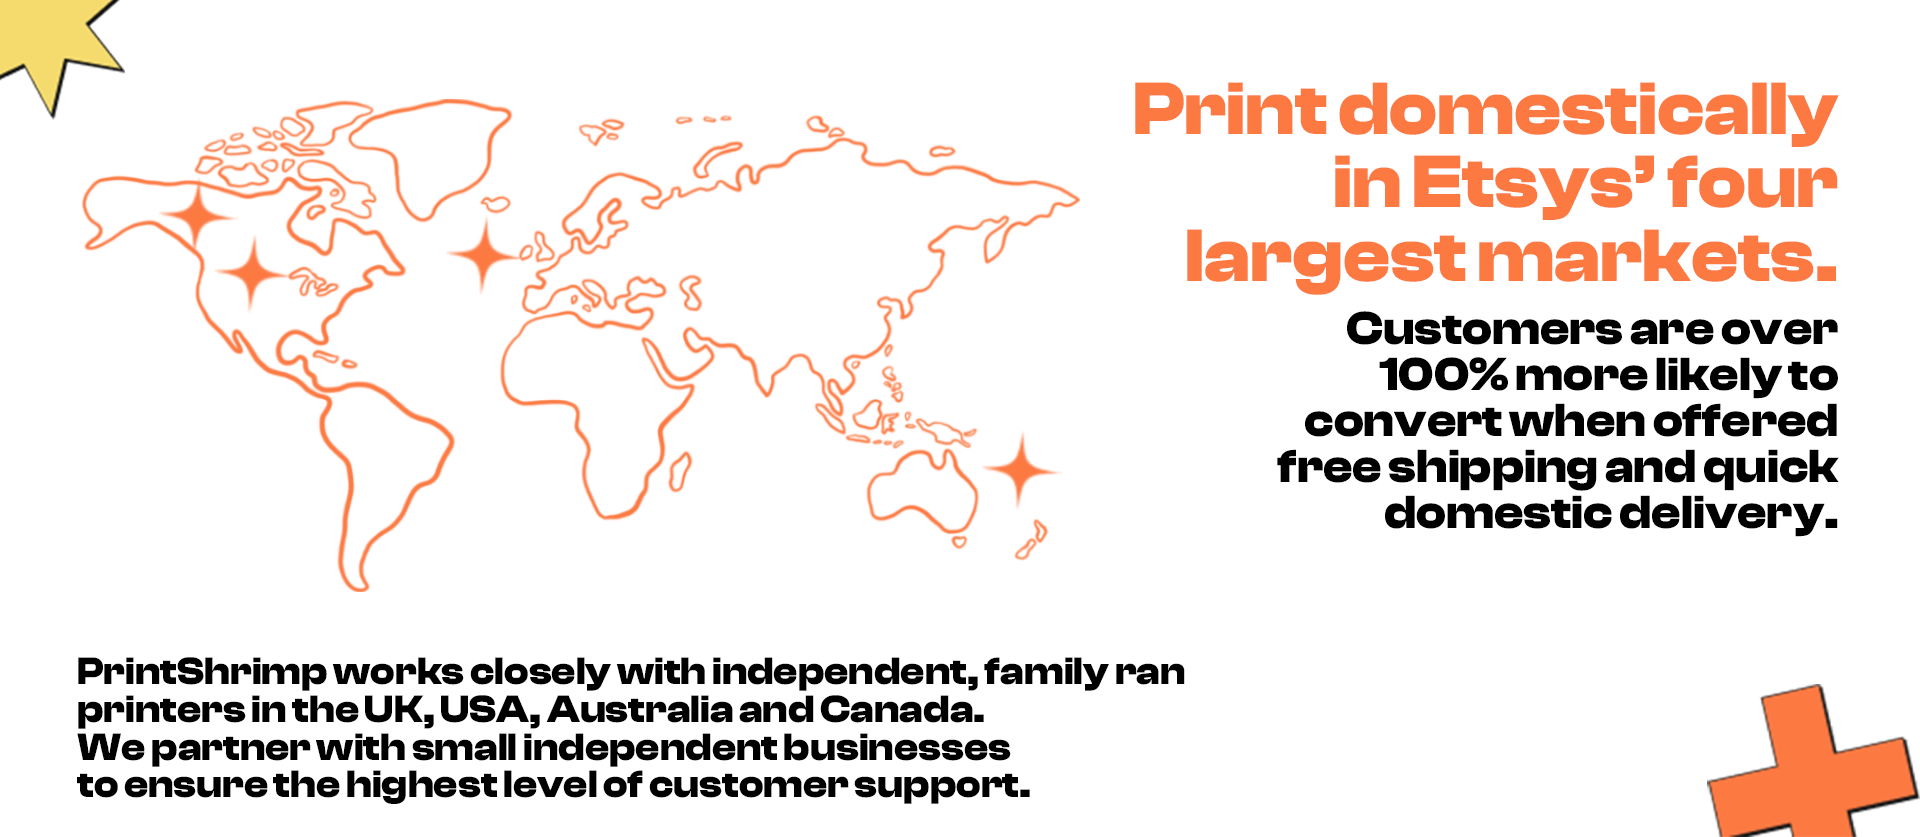 Print domestically
in Etsys’ four
largest markets.
Customers are over
100% more likely to
convert when offered
free shipping and quick
domestic delivery.
PrintShrimp works closely with independent, family ran
printers in the UK, USA, Australia and Canada.
We partner with small independent businesses
to ensure the highest level of customer support.